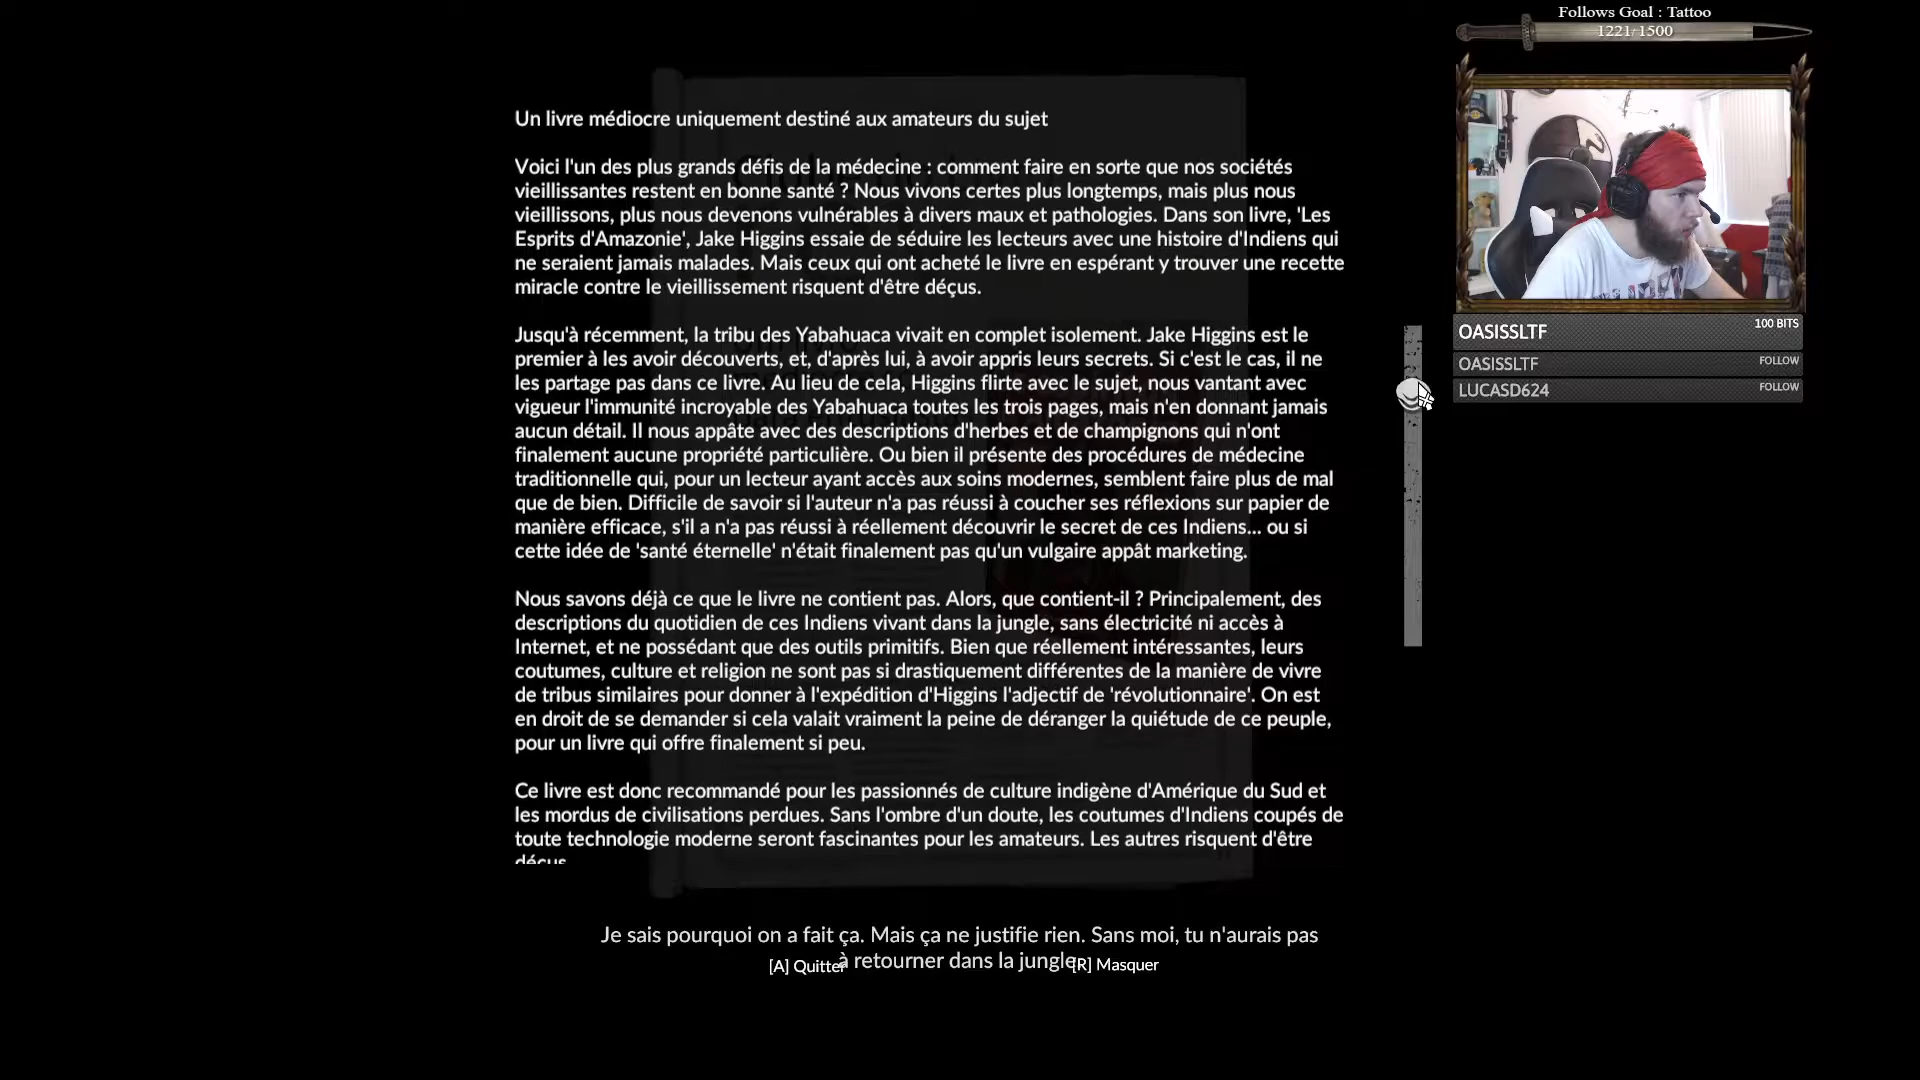 Follows Goal : Tattoo
1221/1500
Un livre médiocre uniquement destiné aux amateurs du sujet
Voici l'un des plus grands défis de la médecine : comment faire en sorte que nos sociétés
vieillissantes restent en bonne santé ? Nous vivons certes plus longtemps, mais plus nous
vieillissons, plus nous devenons vulnérables à divers maux et pathologies. Dans son livre, 'Les
Esprits d'Amazonie', Jake Higgins essaie de séduire les lecteurs avec une histoire d'Indiens qui
ne seraient jamais malades. Mais ceux qui ont acheté le livre en espérant y trouver une recette
miracle contre le vieillissement risquent d'être déçus.
Jusqu'à récemment, la tribu des Yabahuaca vivait en complet isolement. Jake Higgins est le
premier à les avoir découverts, et, d'après lui, à avoir appris leurs secrets. Si c'est le cas, il ne
les partage pas dans ce livre. Au lieu de cela, Higgins flirte avec le sujet, nous vantant avec
vigueur l'immunité incroyable des Yabahuaca toutes les trois pages, mais n'en donnant jamais
aucun détail. Il nous appâte avec des descriptions d'herbes et de champignons qui n'ont
finalement aucune propriété particulière. Ou bien il présente des procédures de médecine
traditionnelle qui, pour un lecteur ayant accès aux soins modernes, semblent faire plus de mal
que de bien. Difficile de savoir si l'auteur n'a pas réussi à coucher ses réflexions sur papier de
manière efficace, s'il a n'a pas réussi à réellement découvrir le secret de ces Indiens... ou si
cette idée de 'santé éternelle' n'était finalement pas qu'un vulgaire appât marketing.
Nous savons déjà ce que le livre ne contient pas. Alors, que contient-il ? Principalement, des
descriptions du quotidien de ces Indiens vivant dans la jungle, sans électricité ni accès à
Internet, et ne possédant que des outils primitifs. Bien que réellement intéressantes, leurs
coutumes, culture et religion ne sont pas si drastiquement différentes de la manière de vivre
de tribus similaires pour donner à l'expédition d'Higgins l'adjectif de 'révolutionnaire'. On est
en droit de se demander si cela valait vraiment la peine de déranger la quiétude de ce peuple,
pour un livre qui offre finalement si peu.
Ce livre est donc recommandé pour les passionnés de culture indigène d'Amérique du Sud et
les mordus de civilisations perdues. Sans l'ombre d'un doute, les coutumes d'Indiens coupés de
toute technologie moderne seront fascinantes pour les amateurs. Les autres risquent d'être
déçus.
Je sais pourquoi on a fait ça. Mais ça ne justifie rien. Sans moi, tu n'aurais pas
à retourner dans la jungle.
[A] Quitter
[R] Masquer
OASISSLTF 100 BITS
OASISSLTF FOLLOW
LUCASD624 FOLLOW